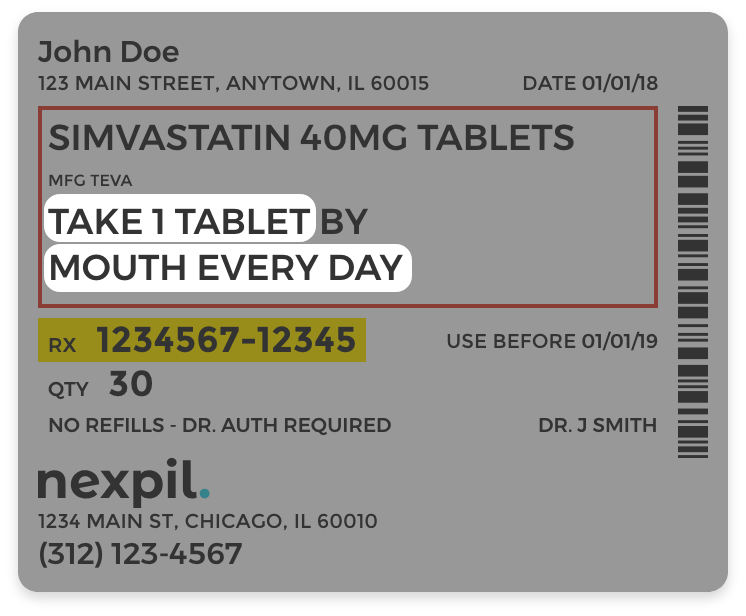 John Doe
123 MAIN STREET, ANYTOWN, IL 60015 DATE 01/01/18
SIMVASTATIN 40MG TABLETS
MFG TEVA
TAKE 1 TABLET BY
MOUTH EVERY DAY
RX 1234567-12345 USE BEFORE 01/01/19
QTY 30
NO REFILLS - DR. AUTH REQUIRED DR. J SMITH
nexpil.
1234 MAIN ST, CHICAGO, IL 60010
(312) 123-4567